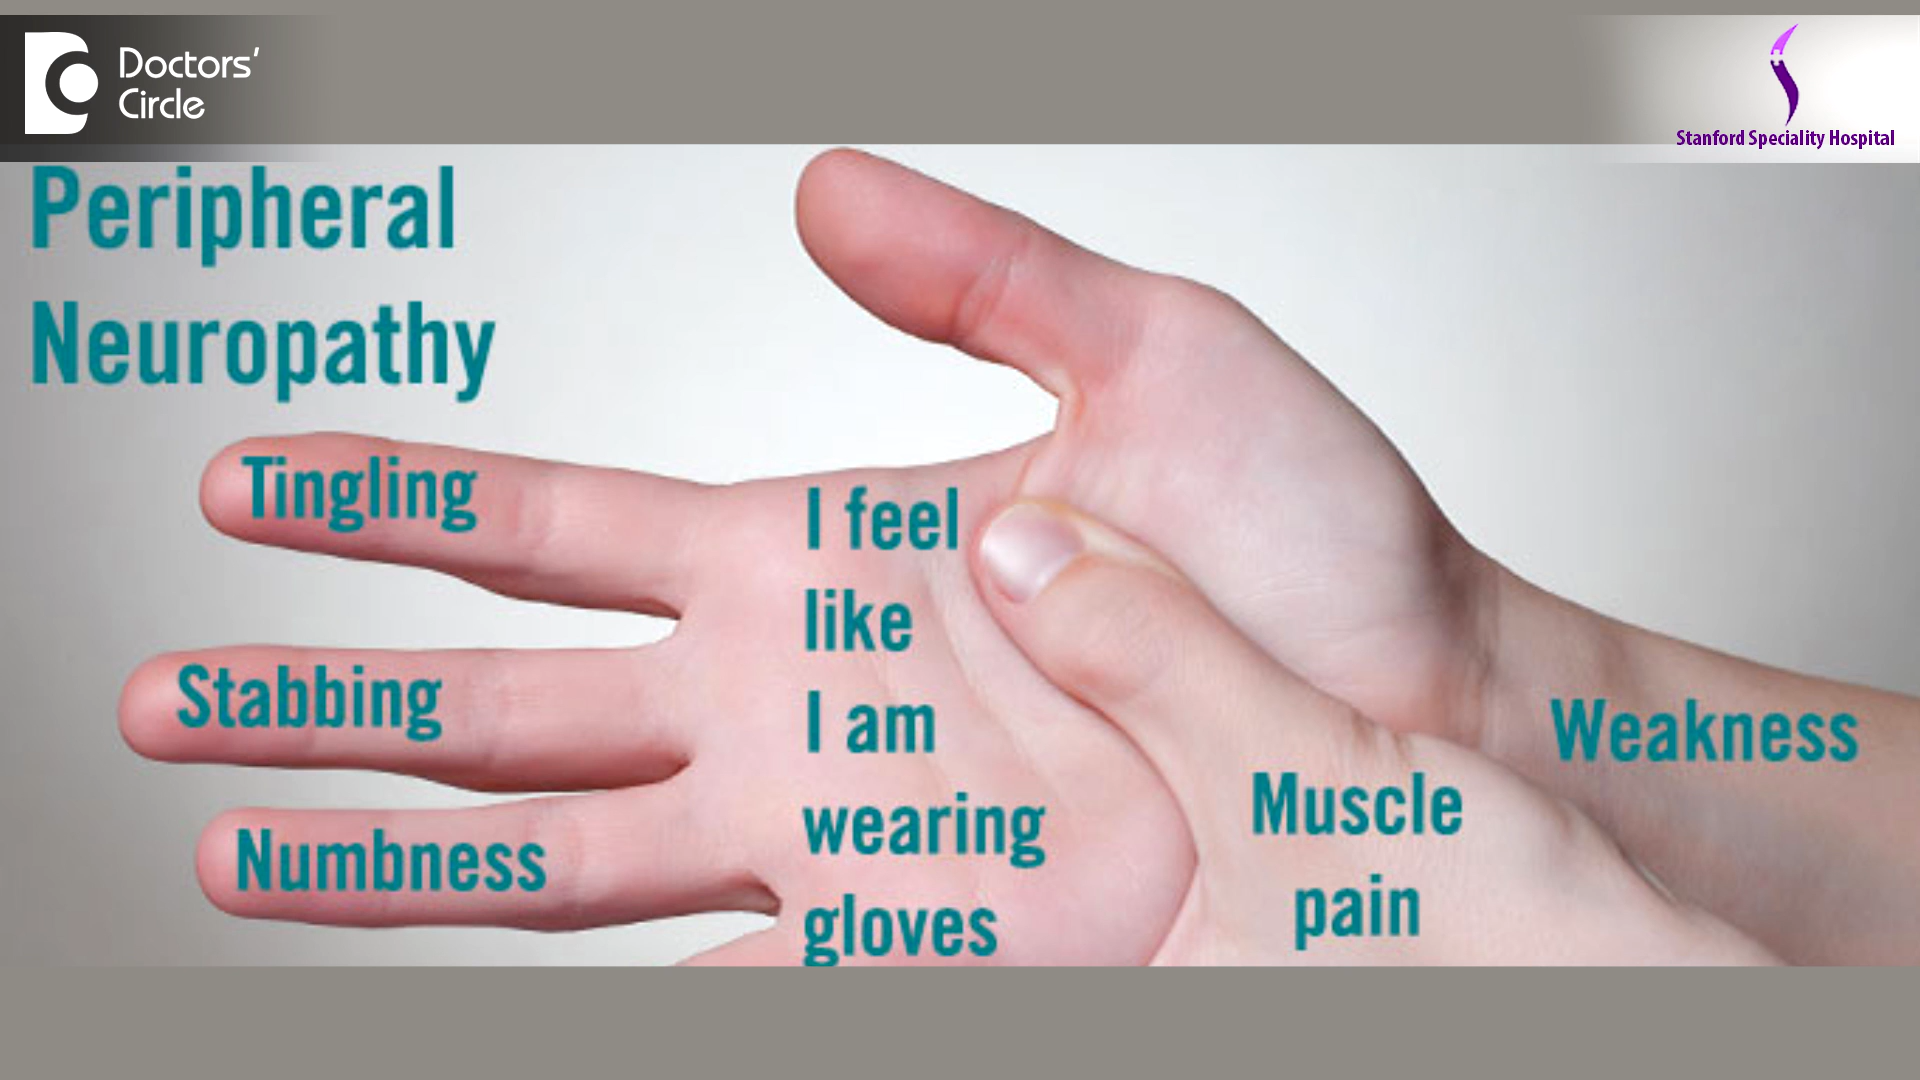 Doctors'
Circle
Stanford Speciality Hospital
Peripheral
Neuropathy
Tingling
Stabbing
Numbness
I feel
like
I am
wearing
gloves
Muscle
pain
Weakness